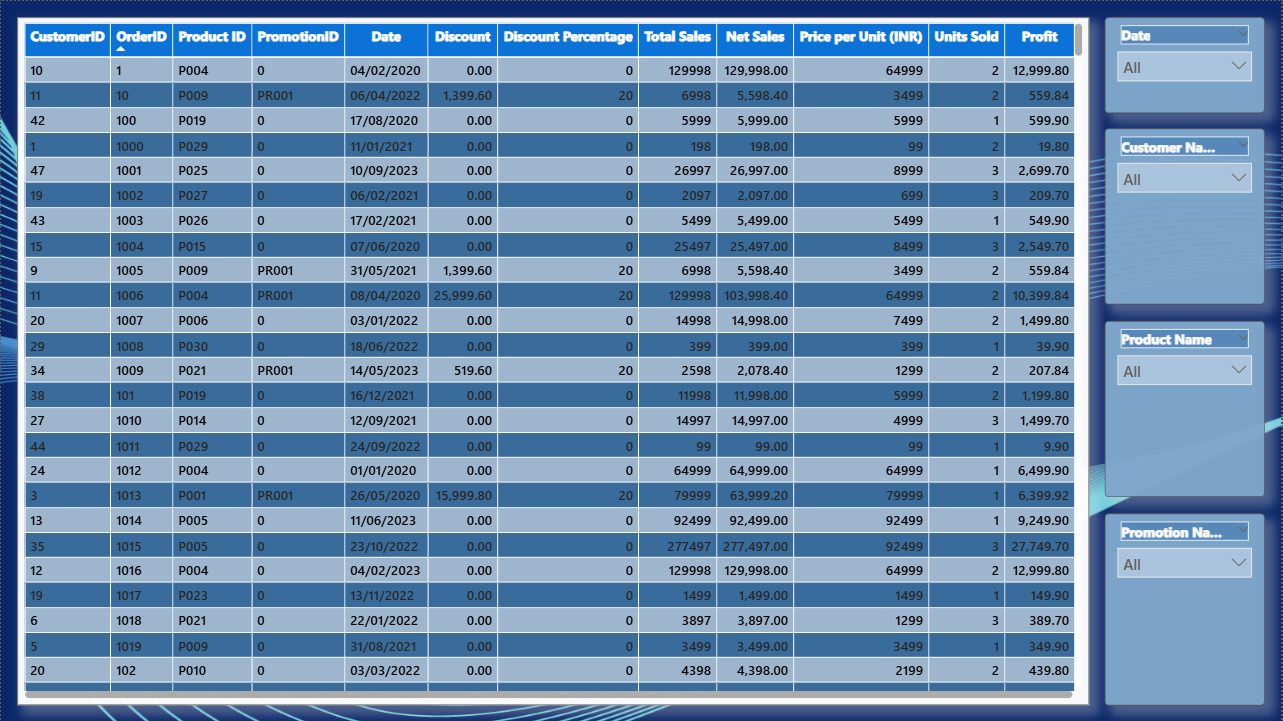 CustomerID OrderID Product ID PromotionID Date Discount Discount Percentage Total Sales Net Sales Price per Unit (INR) Units Sold Profit
10 1 P004 0 04/02/2020 0.00 0 129998 129,998.00 64999 2 12,999.80
11 10 P009 PR001 06/04/2022 1,399.60 20 6998 5,598.40 3499 2 559.84
42 100 P019 0 17/08/2020 0.00 0 5999 5,999.00 5999 1 599.90
1 1000 P029 0 11/01/2021 0.00 0 198 198.00 99 2 19.80
47 1001 P025 0 10/09/2023 0.00 0 26997 26,997.00 8999 3 2,699.70
19 1002 P027 0 06/02/2021 0.00 0 2097 2,097.00 699 3 209.70
43 1003 P026 0 17/02/2021 0.00 0 5499 5,499.00 5499 1 549.90
15 1004 P015 0 07/06/2020 0.00 0 25497 25,497.00 8499 3 2,549.70
9 1005 P009 PR001 31/05/2021 1,399.60 20 6998 5,598.40 3499 2 559.84
11 1006 P004 PR001 08/04/2020 25,999.60 20 129998 103,998.40 64999 2 10,399.84
20 1007 P006 0 03/01/2022 0.00 0 14998 14,998.00 7499 2 1,499.80
29 1008 P030 0 18/06/2022 0.00 0 399 399.00 399 1 39.90
34 1009 P021 PR001 14/05/2023 519.60 20 2598 2,078.40 1299 2 207.84
38 101 P019 0 16/12/2021 0.00 0 11998 11,998.00 5999 2 1,199.80
27 1010 P014 0 12/09/2021 0.00 0 14997 14,997.00 4999 3 1,499.70
44 1011 P029 0 24/09/2022 0.00 0 99 99.00 99 1 9.90
24 1012 P004 0 01/01/2020 0.00 0 64999 64,999.00 64999 1 6,499.90
3 1013 P001 PR001 26/05/2020 15,999.80 20 79999 63,999.20 79999 1 6,399.92
13 1014 P005 0 11/06/2023 0.00 0 92499 92,499.00 92499 1 9,249.90
35 1015 P005 0 23/10/2022 0.00 0 277497 277,497.00 92499 3 27,749.70
12 1016 P004 0 04/02/2023 0.00 0 129998 129,998.00 64999 2 12,999.80
19 1017 P023 0 13/11/2022 0.00 0 1499 1,499.00 1499 1 149.90
6 1018 P021 0 22/01/2022 0.00 0 3897 3,897.00 1299 3 389.70
5 1019 P009 0 31/08/2021 0.00 0 3499 3,499.00 3499 1 349.90
20 102 P010 0 03/03/2022 0.00 0 4398 4,398.00 2199 2 439.80
Date
All
Customer Na...
All
Product Name
All
Promotion Na...
All